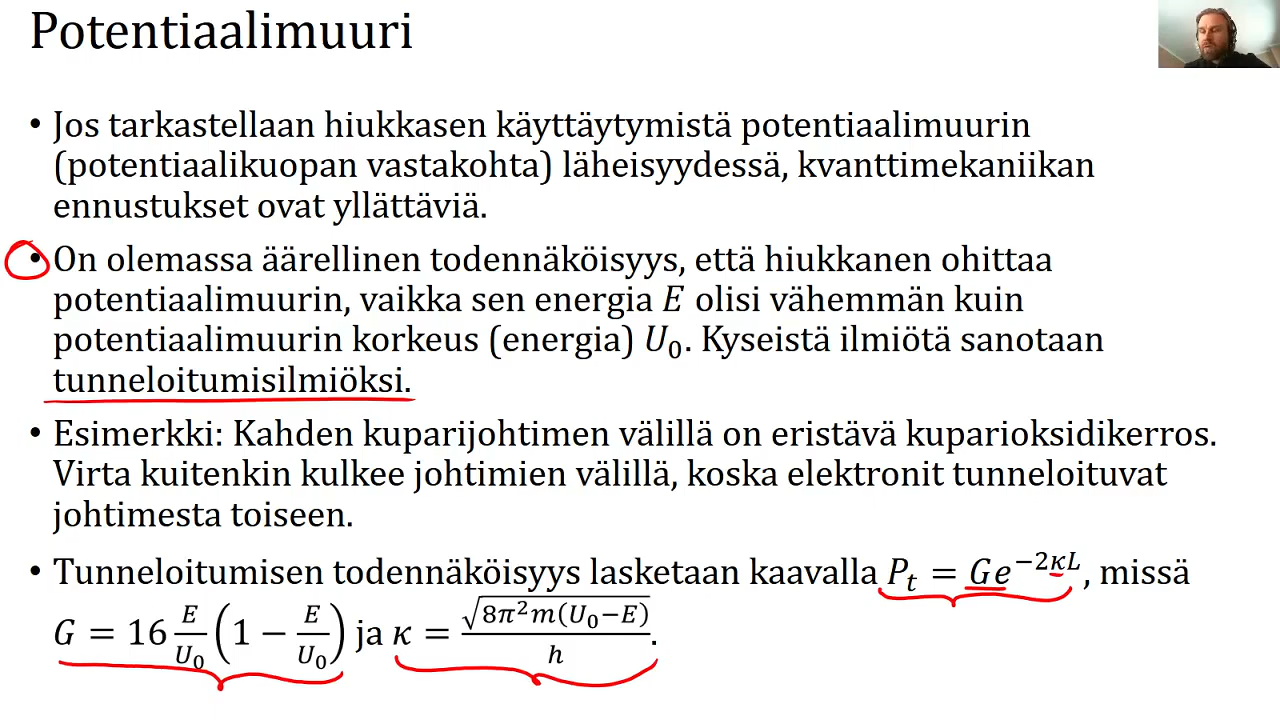 Potentiaalimuuri
• Jos tarkastellaan hiukkasen käyttäytymistä potentiaalimuurin
(potentiaalikuopan vastakohta) läheisyydessä, kvanttimekaniikan
ennustukset ovat yllättäviä.
• On olemassa äärellinen todennäköisyys, että hiukkanen ohittaa
potentiaalimuurin, vaikka sen energia E olisi vähemmän kuin
potentiaalimuurin korkeus (energia) U₀. Kyseistä ilmiötä sanotaan
tunneloitumisilmiöksi.
• Esimerkki: Kahden kuparijohtimen välillä on eristävä kuparioksidikerros.
Virta kuitenkin kulkee johtimien välillä, koska elektronit tunneloituvat
johtimesta toiseen.
• Tunneloitumisen todennäköisyys lasketaan kaavalla Pₜ = Ge^(−2κL), missä
G = 16 E/U₀ (1 − E/U₀) ja κ = √(8π²m(U₀−E))/h.